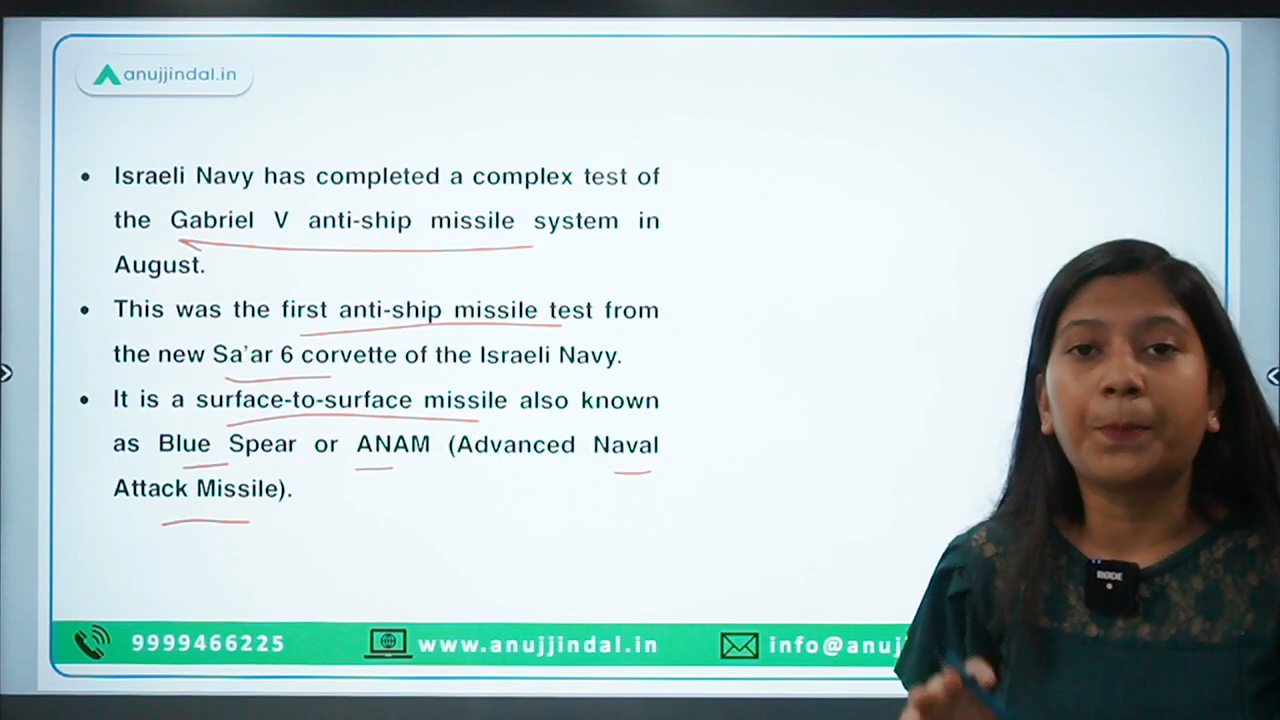 anujjindal.in
• Israeli Navy has completed a complex test of
the Gabriel V anti-ship missile system in
August.
• This was the first anti-ship missile test from
the new Sa'ar 6 corvette of the Israeli Navy.
• It is a surface-to-surface missile also known
as Blue Spear or ANAM (Advanced Naval
Attack Missile).
RØDE
9999466225 www.anujjindal.in info@anuj